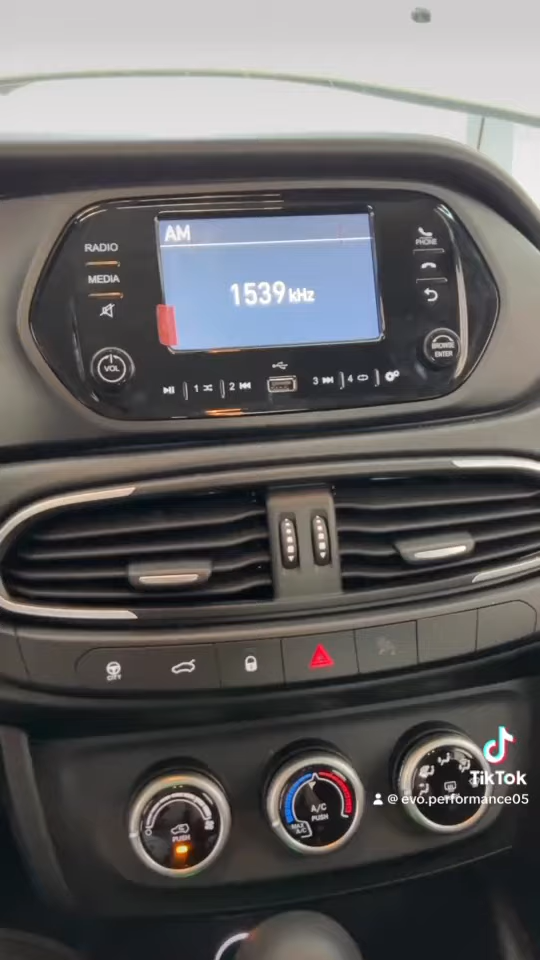 AM
1539 kHz
RADIO
MEDIA
VOL
PHONE
BROWSE
ENTER
1
2
3
4
CITY
PUSH
A/C
PUSH
MAX
A/C
TikTok
@evo.performance05